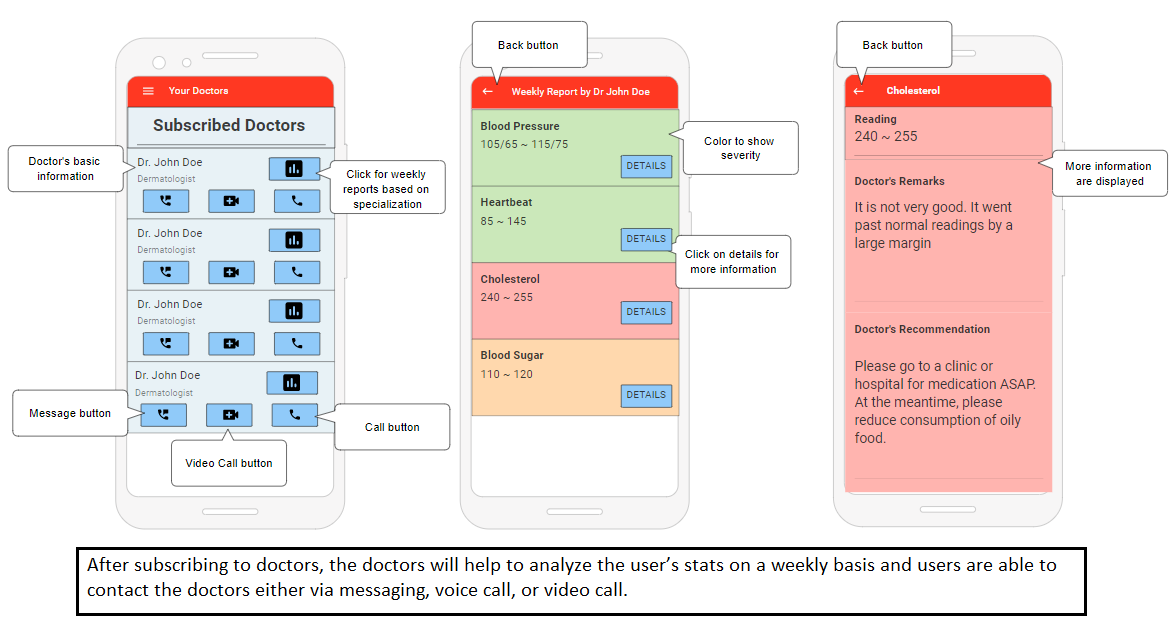 Back button
Back button
Your Doctors
Weekly Report by Dr John Doe
Cholesterol
Subscribed Doctors
Doctor's basic
information
Dr. John Doe
Dermatologist
Click for weekly
reports based on
specialization
Dr. John Doe
Dermatologist
Dr. John Doe
Dermatologist
Dr. John Doe
Dermatologist
Message button
Video Call button
Call button
Blood Pressure
105/65 ~ 115/75
DETAILS
Color to show
severity
Heartbeat
85 ~ 145
DETAILS
Click on details for
more information
Cholesterol
240 ~ 255
DETAILS
Blood Sugar
110 ~ 120
DETAILS
Reading
240 ~ 255
More information
are displayed
Doctor's Remarks
It is not very good. It went
past normal readings by a
large margin
Doctor's Recommendation
Please go to a clinic or
hospital for medication ASAP.
At the meantime, please
reduce consumption of oily
food.
After subscribing to doctors, the doctors will help to analyze the user's stats on a weekly basis and users are able to
contact the doctors either via messaging, voice call, or video call.